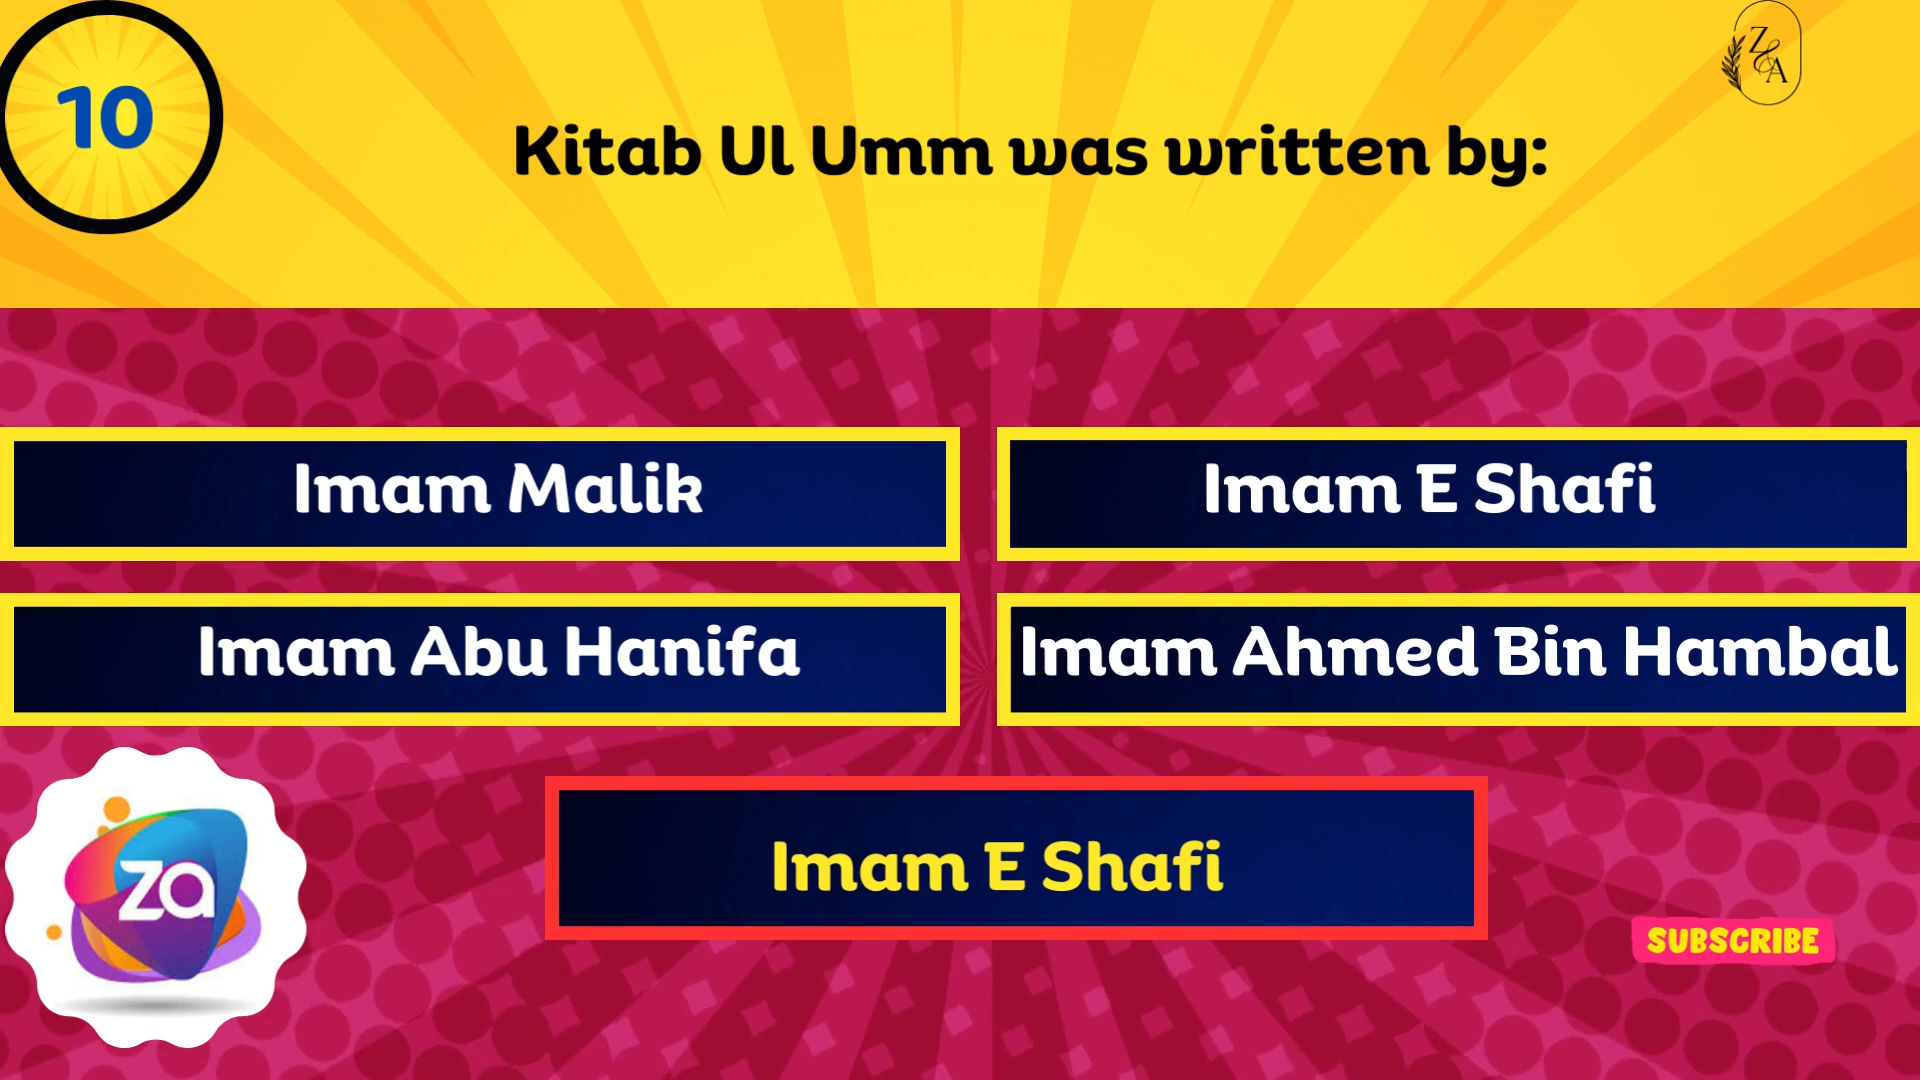 10
Z&A
Kitab Ul Umm was written by:
Imam Malik
Imam E Shafi
Imam Abu Hanifa
Imam Ahmed Bin Hambal
za
Imam E Shafi
SUBSCRIBE